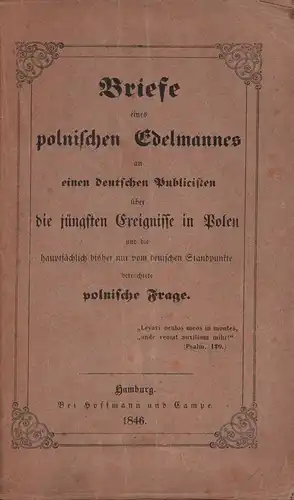 Briefe
eines
polnischen Edelmannes
an
einen deutschen Publicisten
über
die jüngsten Ereignisse in Polen
und die
hauptsächlich bisher nur vom deutschen Standpunkte
betrachtete
polnische Frage.
„Levavi oculos meos in montes,
„unde veniat auxilium mihi!“
(Psalm. 120.)
Hamburg.
Bei Hoffmann und Campe.
1846.